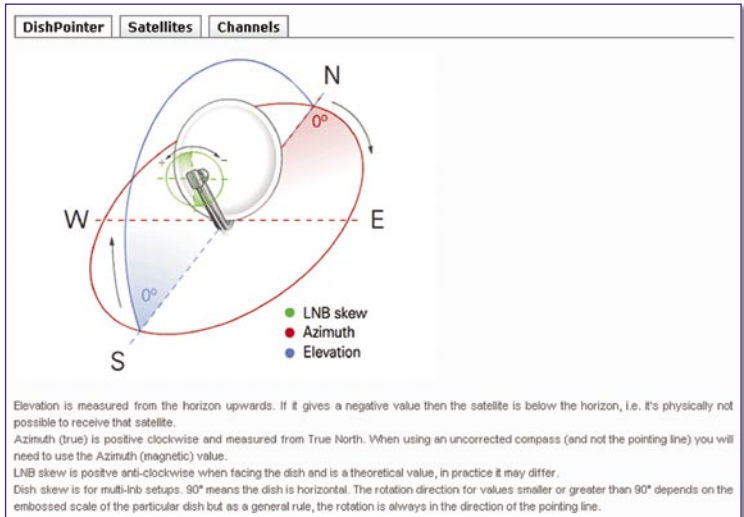 DishPointer Satellites Channels
N
0°
+ -
W E
0°
LNB skew
Azimuth
Elevation
S
Elevation is measured from the horizon upwards. If it gives a negative value then the satellite is below the horizon, i.e. it's physically not
possible to receive that satellite.
Azimuth (true) is positive clockwise and measured from True North. When using an uncorrected compass (and not the pointing line) you will
need to use the Azimuth (magnetic) value.
LNB skew is positve anti-clockwise when facing the dish and is a theoretical value, in practice it may differ.
Dish skew is for multi-lnb setups. 90° means the dish is horizontal. The rotation direction for values smaller or greater than 90° depends on the
embossed scale of the particular dish but as a general rule, the rotation is always in the direction of the pointing line.